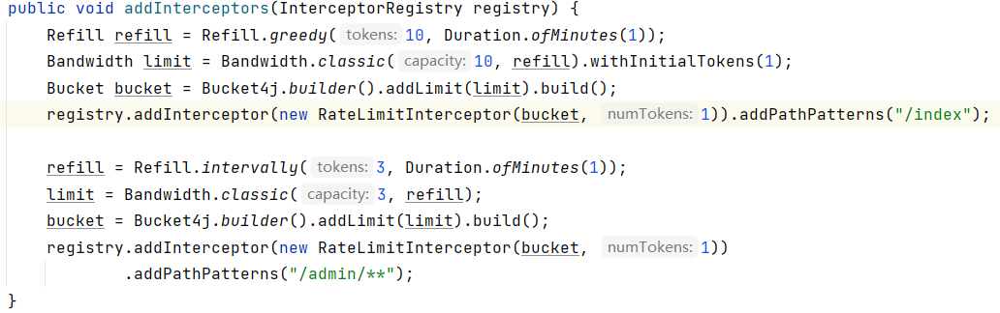 public void addInterceptors(InterceptorRegistry registry) {
Refill refill = Refill.greedy( tokens: 10, Duration.ofMinutes(1));
Bandwidth limit = Bandwidth.classic( capacity: 10, refill).withInitialTokens(1);
Bucket bucket = Bucket4j.builder().addLimit(limit).build();
registry.addInterceptor(new RateLimitInterceptor(bucket, numTokens: 1)).addPathPatterns("/index");
refill = Refill.intervally( tokens: 3, Duration.ofMinutes(1));
limit = Bandwidth.classic( capacity: 3, refill);
bucket = Bucket4j.builder().addLimit(limit).build();
registry.addInterceptor(new RateLimitInterceptor(bucket, numTokens: 1))
.addPathPatterns("/admin/**");
}